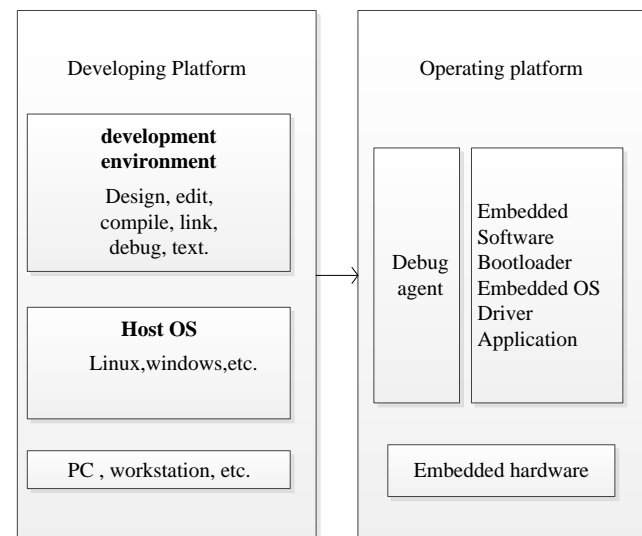 Developing Platform
development
environment
Design, edit,
compile, link,
debug, text.
Host OS
Linux,windows,etc.
PC , workstation, etc.
Operating platform
Debug
agent
Embedded
Software
Bootloader
Embedded OS
Driver
Application
Embedded hardware